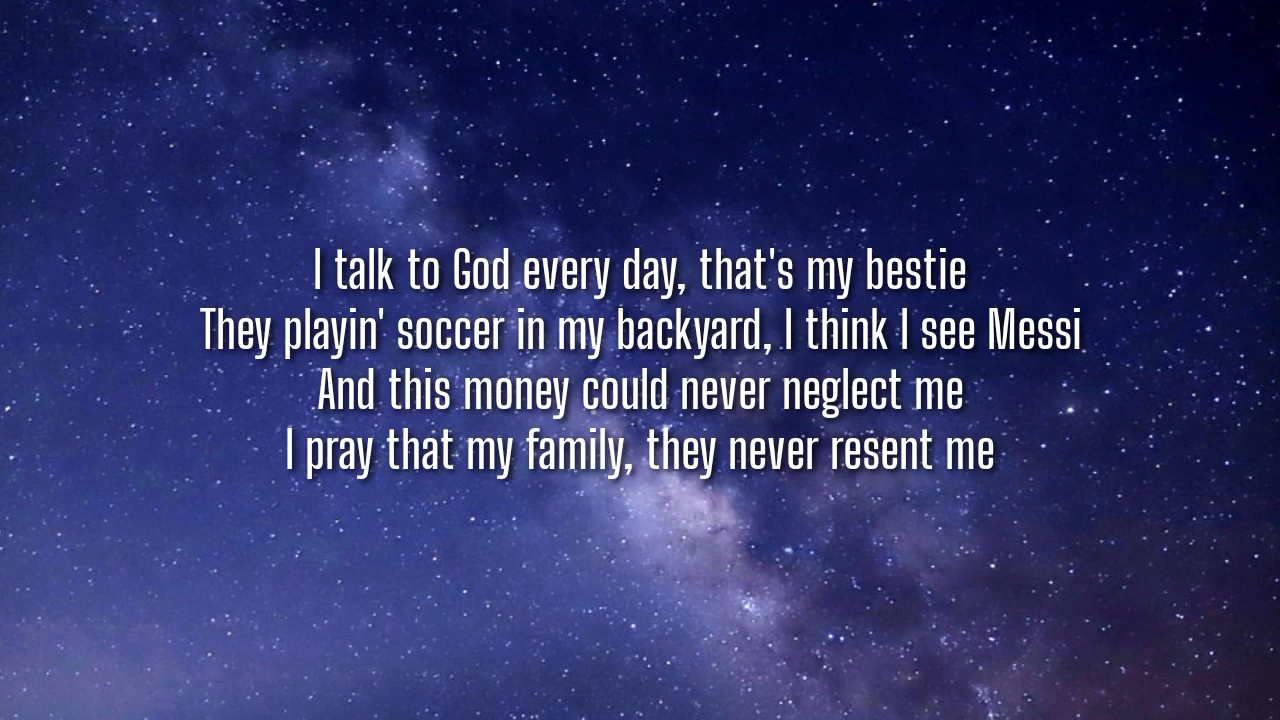 I talk to God every day, that's my bestie
They playin' soccer in my backyard, I think I see Messi
And this money could never neglect me
I pray that my family, they never resent me